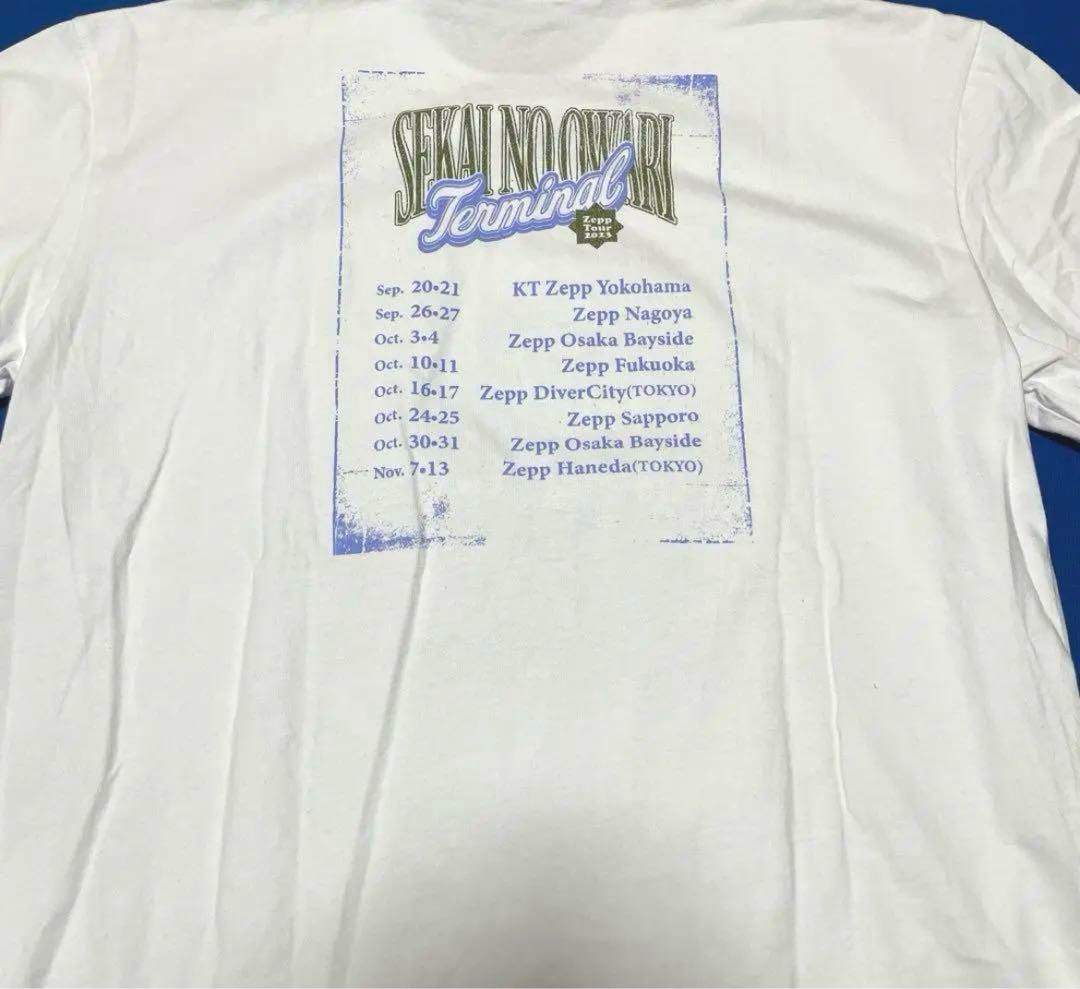 SEKAI NO OWARI
Terminal
Zepp
Tour
2023
Sep. 20•21 KT Zepp Yokohama
Sep. 26•27 Zepp Nagoya
Oct. 3•4 Zepp Osaka Bayside
Oct. 10•11 Zepp Fukuoka
Oct. 16•17 Zepp DiverCity(TOKYO)
Oct. 24•25 Zepp Sapporo
Oct. 30•31 Zepp Osaka Bayside
Nov. 7•13 Zepp Haneda(TOKYO)